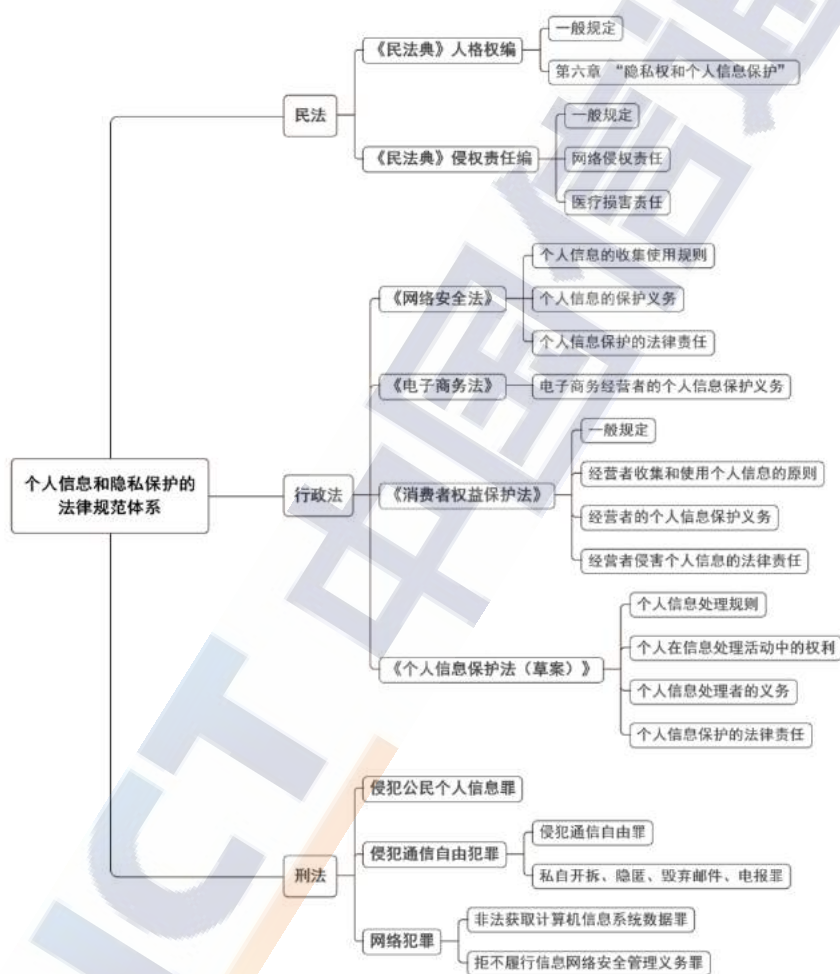 个人信息和隐私保护的
法律规范体系
民法
《民法典》人格权编
一般规定
第六章 “隐私权和个人信息保护”
《民法典》侵权责任编
一般规定
网络侵权责任
医疗损害责任
行政法
《网络安全法》
个人信息的收集使用规则
个人信息的保护义务
个人信息保护的法律责任
《电子商务法》
电子商务经营者的个人信息保护义务
《消费者权益保护法》
一般规定
经营者收集和使用个人信息的原则
经营者的个人信息保护义务
经营者侵害个人信息的法律责任
《个人信息保护法（草案）》
个人信息处理规则
个人在信息处理活动中的权利
个人信息处理者的义务
个人信息保护的法律责任
刑法
侵犯公民个人信息罪
侵犯通信自由犯罪
侵犯通信自由罪
私自开拆、隐匿、毁弃邮件、电报罪
网络犯罪
非法获取计算机信息系统数据罪
拒不履行信息网络安全管理义务罪
ICT 中国信通